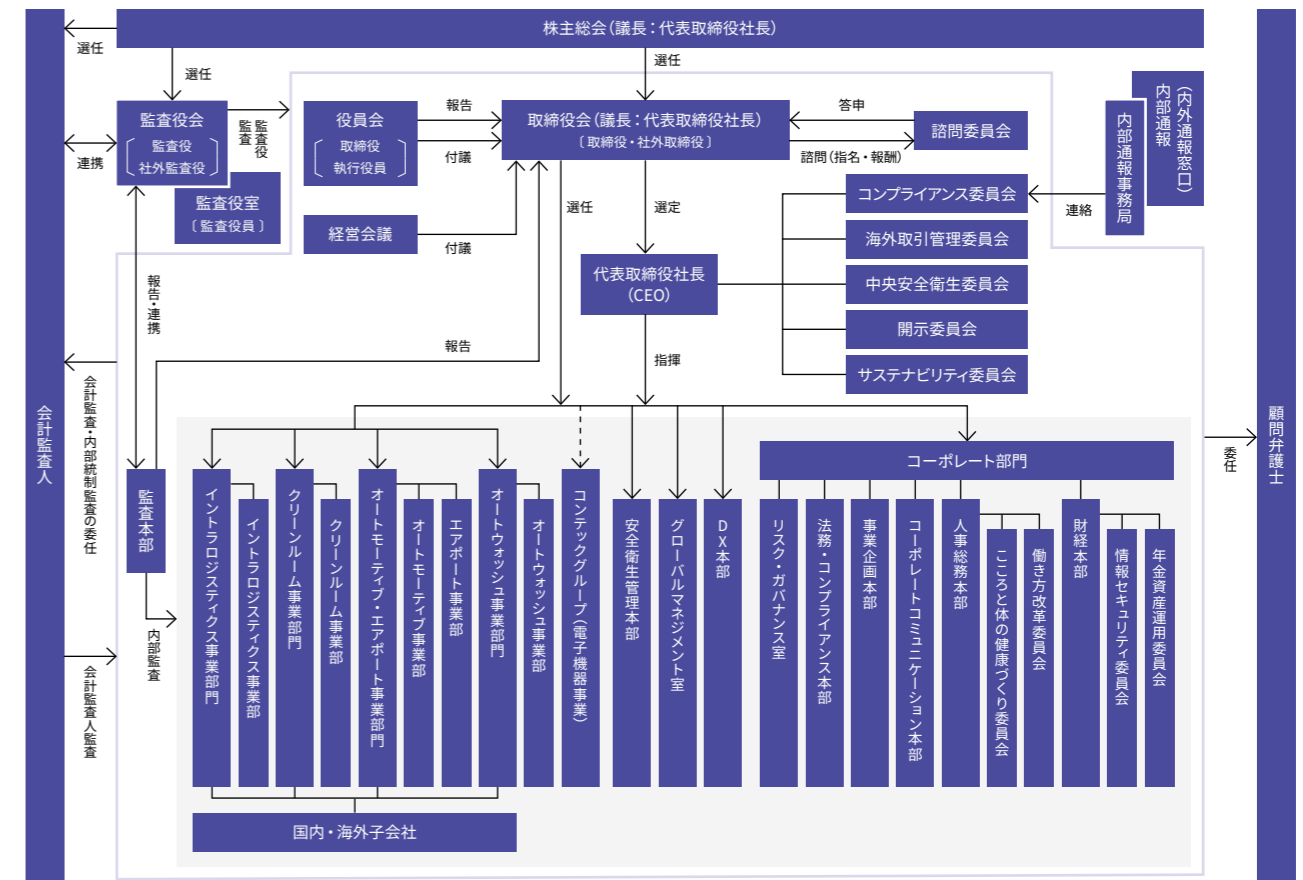 株主総会（議長：代表取締役社長）
選任
選任
選任
監査役会
監査役
社外監査役
監査役
監査
連携
監査役室
〔監査役員〕
役員会
取締役
執行役員
報告
付議
経営会議
付議
取締役会（議長：代表取締役社長）
〔取締役・社外取締役〕
答申
諮問（指名・報酬）
諮問委員会
内部通報
（内外通報窓口）
内部通報事務局
連絡
コンプライアンス委員会
海外取引管理委員会
中央安全衛生委員会
開示委員会
サステナビリティ委員会
選任
選定
代表取締役社長
（CEO）
指揮
報告・連携
報告
会計監査人
会計監査・内部統制監査の委任
会計監査人監査
監査本部
内部監査
顧問弁護士
委任
イントラロジスティクス事業部門
イントラロジスティクス事業部
クリーンルーム事業部門
クリーンルーム事業部
オートモーティブ・エアポート事業部門
オートモーティブ事業部
エアポート事業部
オートウォッシュ事業部門
オートウォッシュ事業部
コンテックグループ（電子機器事業）
安全衛生管理本部
グローバルマネジメント室
DX本部
コーポレート部門
リスク・ガバナンス室
法務・コンプライアンス本部
事業企画本部
コーポレートコミュニケーション本部
人事総務本部
こころと体の健康づくり委員会
働き方改革委員会
財経本部
情報セキュリティ委員会
年金資産運用委員会
国内・海外子会社